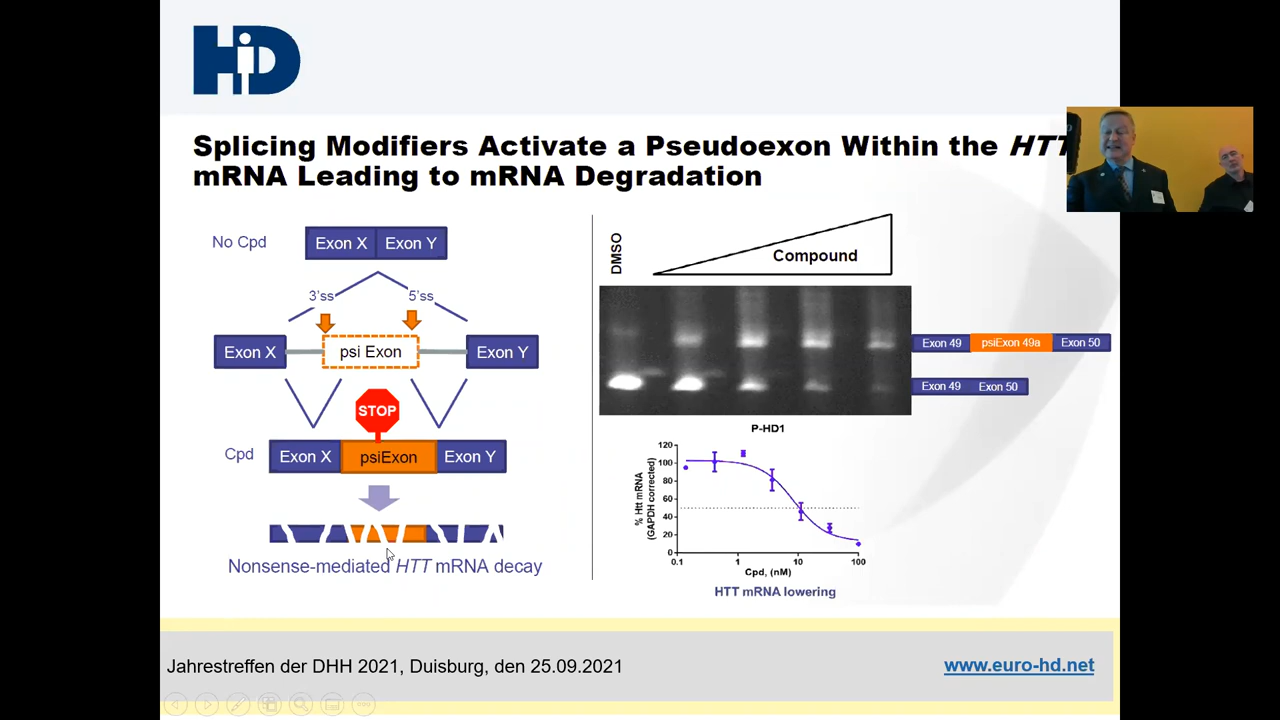 HD
Splicing Modifiers Activate a Pseudoexon Within the HTT
mRNA Leading to mRNA Degradation
No Cpd
Exon X Exon Y
3'ss 5'ss
Exon X psi Exon Exon Y
STOP
Cpd
Exon X psiExon Exon Y
Nonsense-mediated HTT mRNA decay
DMSO
Compound
Exon 49 psiExon 49a Exon 50
Exon 49 Exon 50
P-HD1
% Htt mRNA
(GAPDH corrected)
120
100
80
60
40
20
0
0.1 1 10 100
Cpd, (nM)
HTT mRNA lowering
Jahrestreffen der DHH 2021, Duisburg, den 25.09.2021
www.euro-hd.net